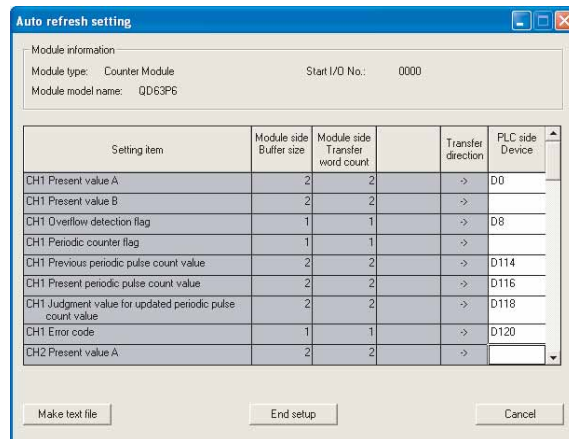 Auto refresh setting
Module information
Module type: Counter Module Start I/O No.: 0000
Module model name: QD63P6
Setting item Module side Buffer size Module side Transfer word count Transfer direction PLC side Device
CH1 Present value A 2 2 -> D0
CH1 Present value B 2 2 ->
CH1 Overflow detection flag 1 1 -> D8
CH1 Periodic counter flag 1 1 ->
CH1 Previous periodic pulse count value 2 2 -> D114
CH1 Present periodic pulse count value 2 2 -> D116
CH1 Judgment value for updated periodic pulse count value 2 2 -> D118
CH1 Error code 1 1 -> D120
CH2 Present value A 2 2 ->
Make text file End setup Cancel